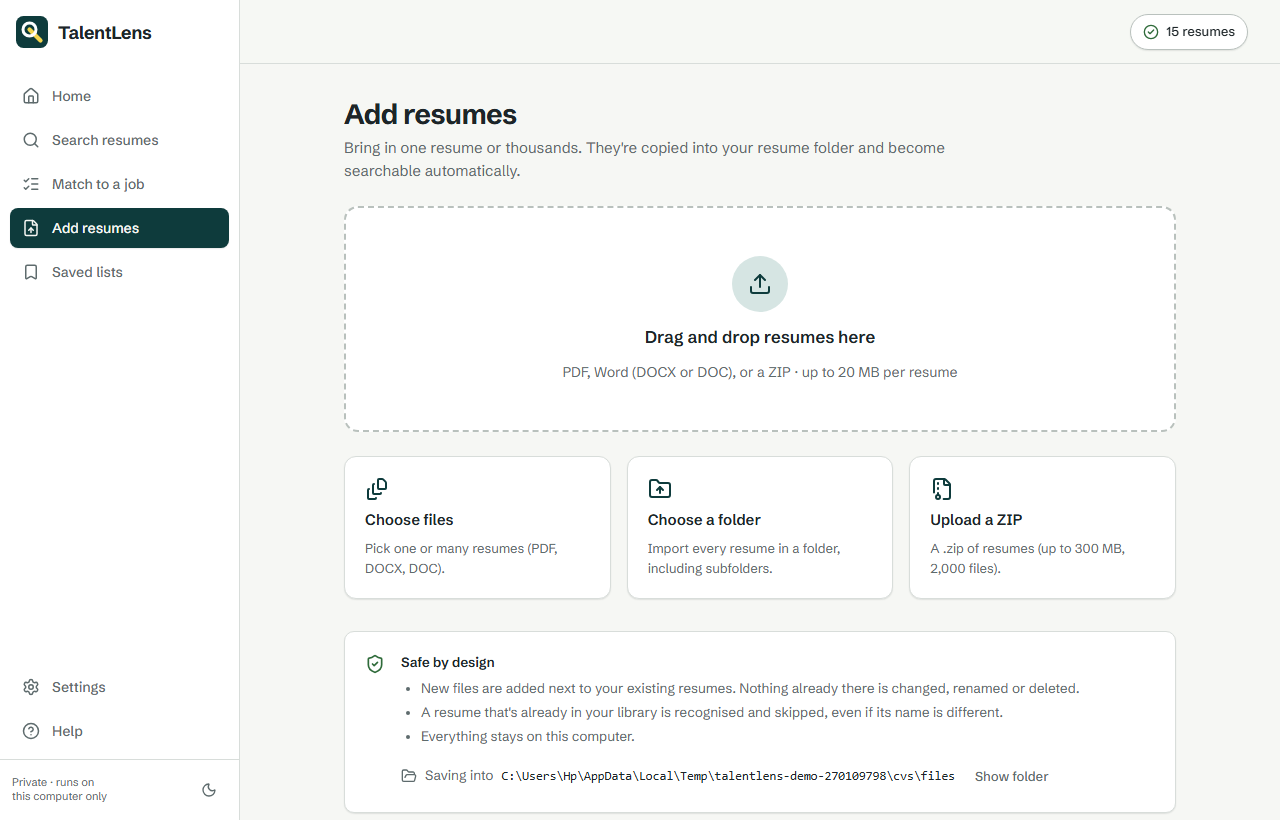 TalentLens
15 resumes
Home
Search resumes
Match to a job
Add resumes
Saved lists
Settings
Help
Private · runs on
this computer only
Add resumes
Bring in one resume or thousands. They're copied into your resume folder and become
searchable automatically.
Drag and drop resumes here
PDF, Word (DOCX or DOC), or a ZIP · up to 20 MB per resume
Choose files
Pick one or many resumes (PDF,
DOCX, DOC).
Choose a folder
Import every resume in a folder,
including subfolders.
Upload a ZIP
A .zip of resumes (up to 300 MB,
2,000 files).
Safe by design
• New files are added next to your existing resumes. Nothing already there is changed, renamed or deleted.
• A resume that's already in your library is recognised and skipped, even if its name is different.
• Everything stays on this computer.
Saving into C:\Users\Hp\AppData\Local\Temp\talentlens-demo-270109798\cvs\files Show folder